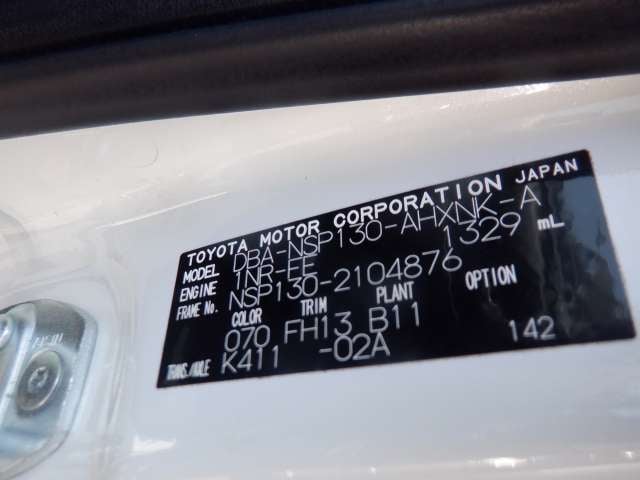 TOYOTA MOTOR CORPORATION JAPAN
MODEL DBA-NSP130-AHXNK-A
ENGINE 1NR-FE 1329 mL
FRAME No. NSP130-2104876
COLOR TRIM PLANT OPTION
070 FH13 B11
TRANS./AXLE K411 -02A 142